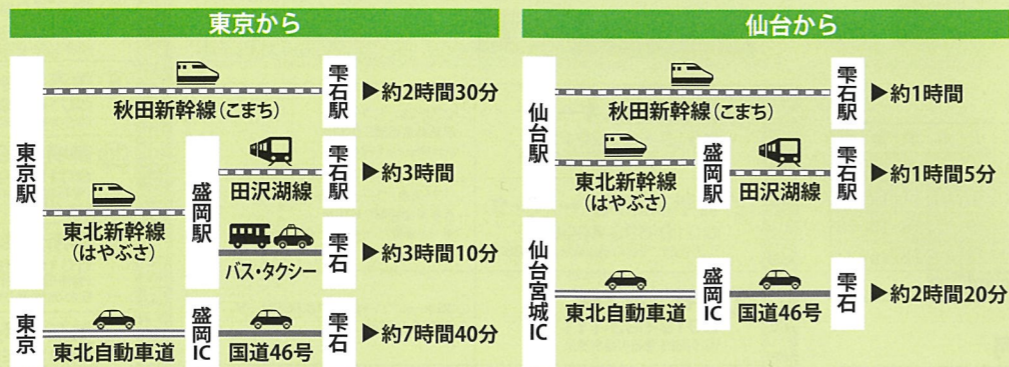 東京から
東京駅
秋田新幹線(こまち)
雫石駅
▶約2時間30分
東北新幹線
(はやぶさ)
盛岡駅
田沢湖線
雫石駅
▶約3時間
バス・タクシー
雫石
▶約3時間10分
東京
東北自動車道
盛岡IC
国道46号
雫石
▶約7時間40分
仙台から
仙台駅
秋田新幹線(こまち)
雫石駅
▶約1時間
東北新幹線
(はやぶさ)
盛岡駅
田沢湖線
雫石駅
▶約1時間5分
仙台宮城IC
東北自動車道
盛岡IC
国道46号
雫石
▶約2時間20分